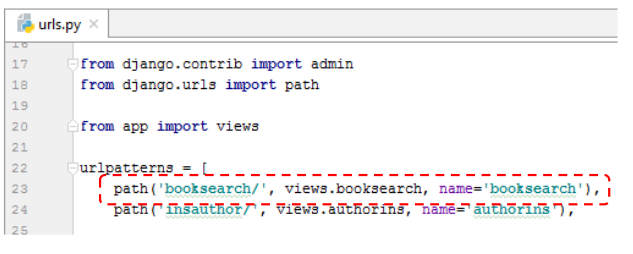 urls.py
16
17 from django.contrib import admin
18 from django.urls import path
19
20 from app import views
21
22 urlpatterns = [
23 path('booksearch/', views.booksearch, name='booksearch'),
24 path('insauthor/', views.authorins, name='authorins'),
25